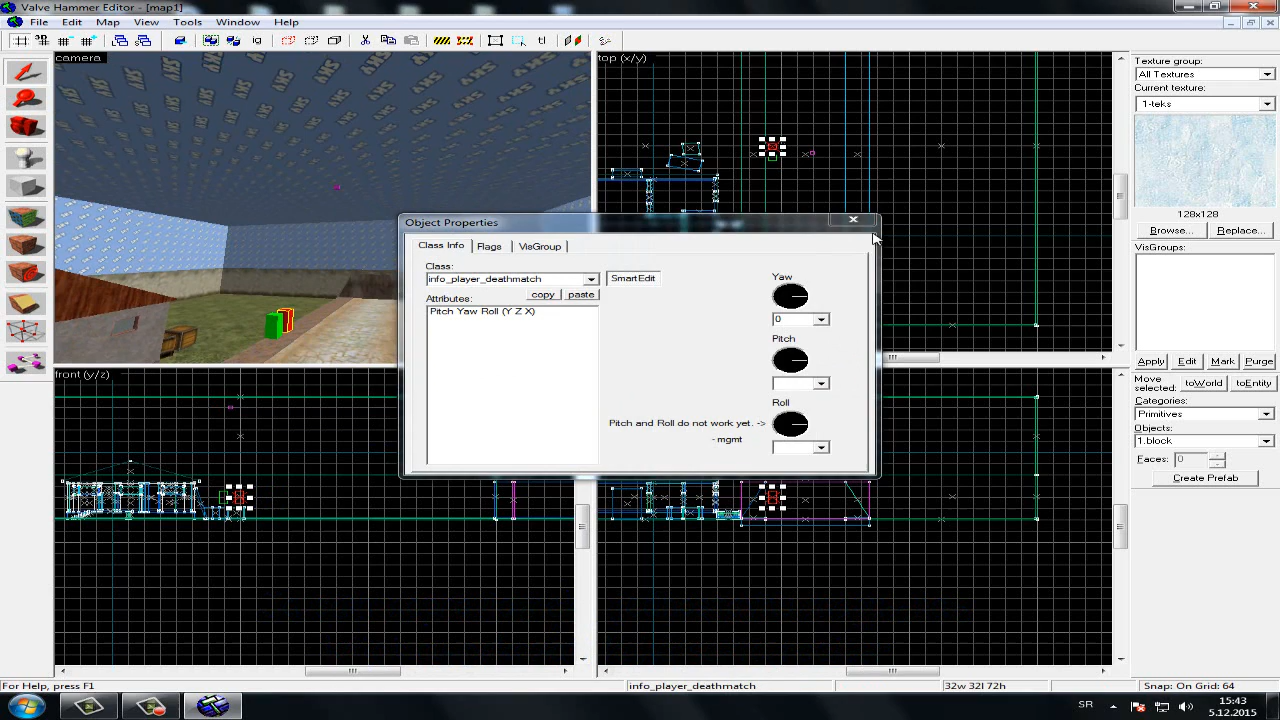 Valve Hammer Editor - [map1]
File Edit Map View Tools Window Help
camera
top (x/y)
Texture group:
All Textures
Current texture:
1-teks
128x128
Browse... Replace...
VisGroups:
Object Properties
Class Info Flags VisGroup
Class:
info_player_deathmatch
SmartEdit
copy paste
Attributes:
Pitch Yaw Roll (Y Z X)
Yaw
0
Pitch
Roll
Pitch and Roll do not work yet. ->
- mgmt
Apply Edit Mark Purge
Move selected: toWorld toEntity
Categories:
Primitives
Objects:
1.block
Faces: 0
Create Prefab
front (y/z)
For Help, press F1
info_player_deathmatch
32w 32l 72h
Snap: On Grid: 64
SR
15:43
5.12.2015